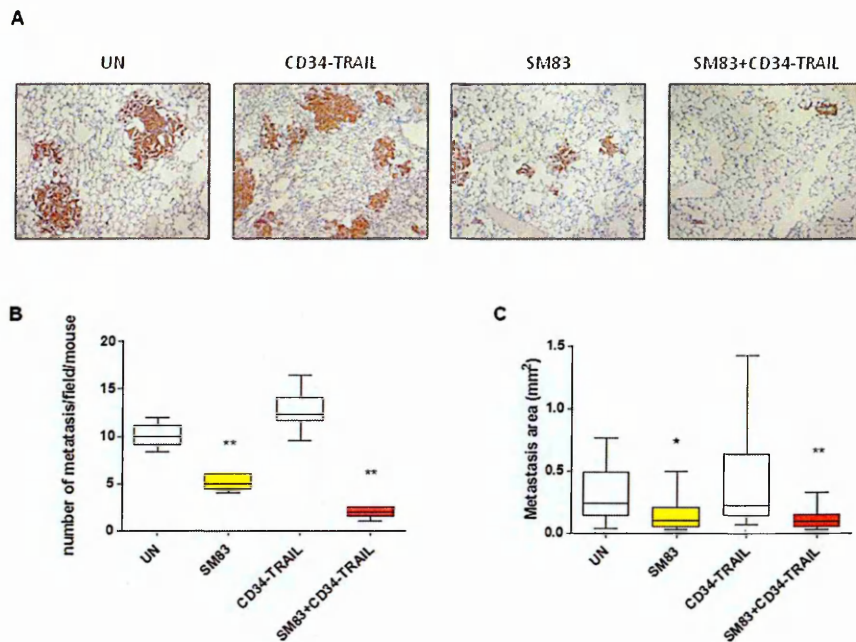 A
UN CD34-TRAIL SM83 SM83+CD34-TRAIL
B
number of metatasis/field/mouse
20
15
10
5
0
** **
UN SM83 CD34-TRAIL SM83+CD34-TRAIL
C
Metastasis area (mm²)
1.5
1.0
0.5
0.0
* **
UN SM83 CD34-TRAIL SM83+CD34-TRAIL